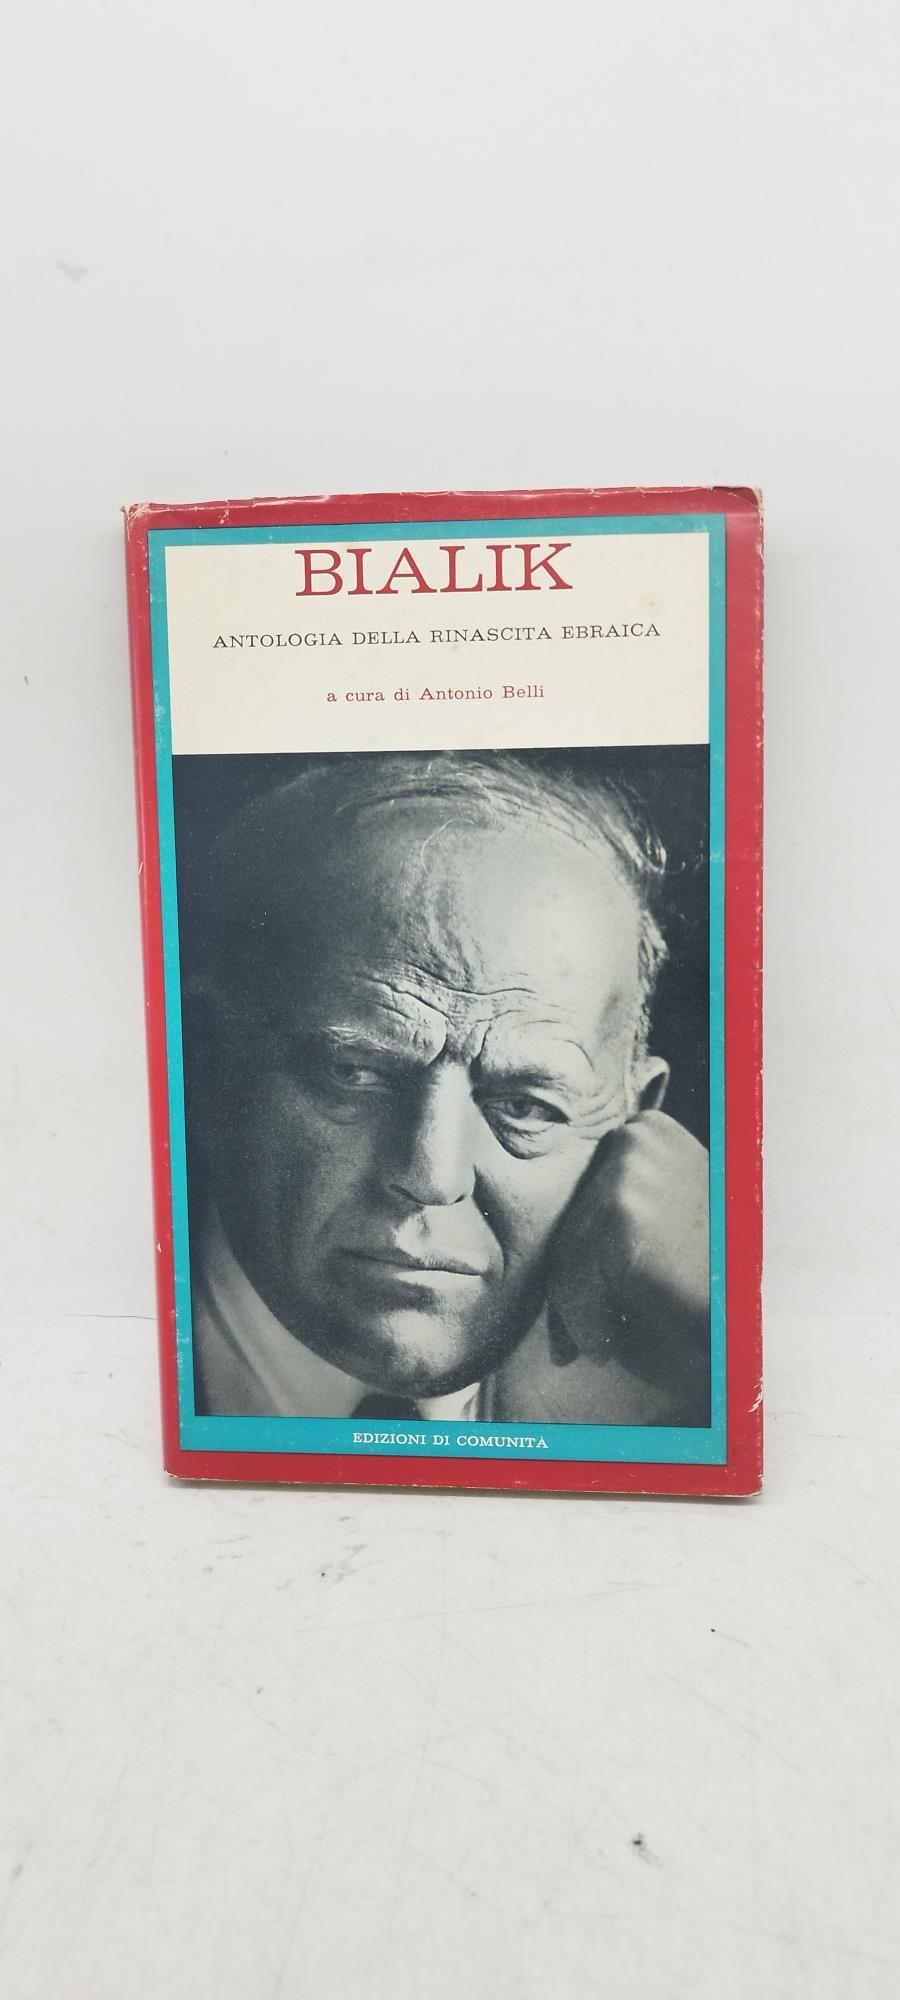 BIALIK
ANTOLOGIA DELLA RINASCITA EBRAICA
a cura di Antonio Belli
EDIZIONI DI COMUNITÀ